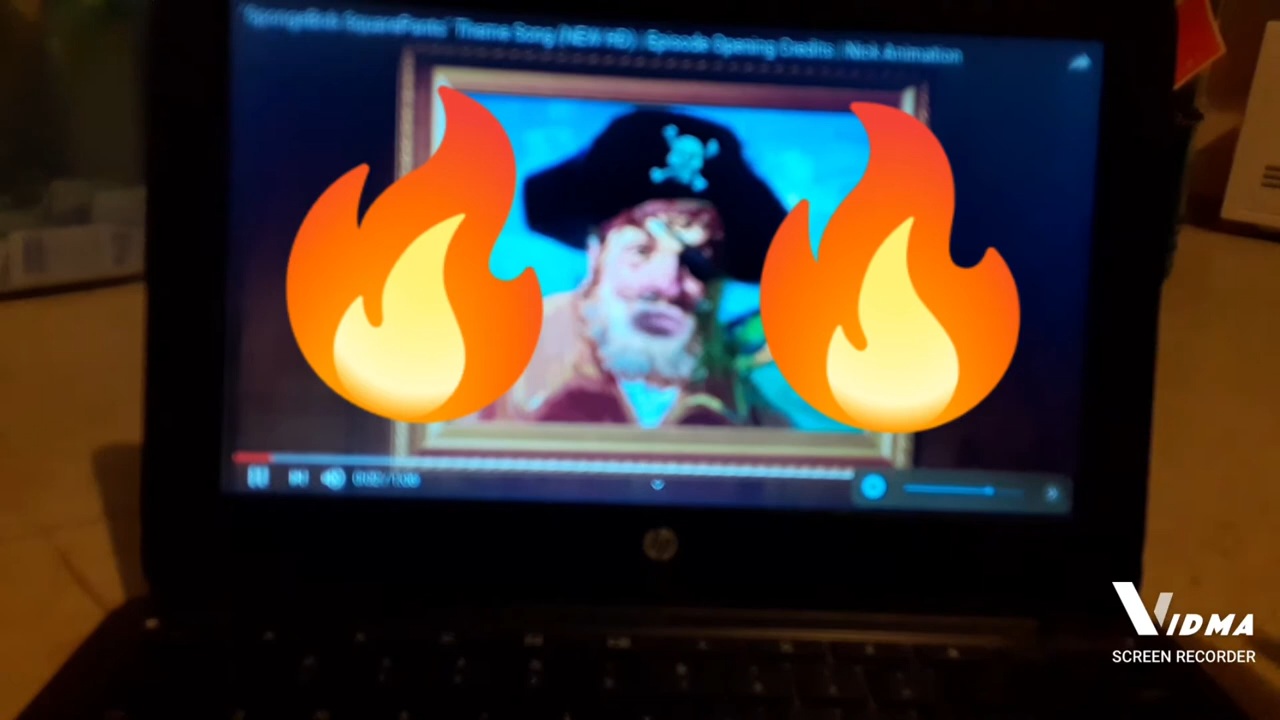 'SpongeBob SquarePants' Theme Song (NEW HD) | Episode Opening Credits | Nick Animation
hp
VIDMA
SCREEN RECORDER